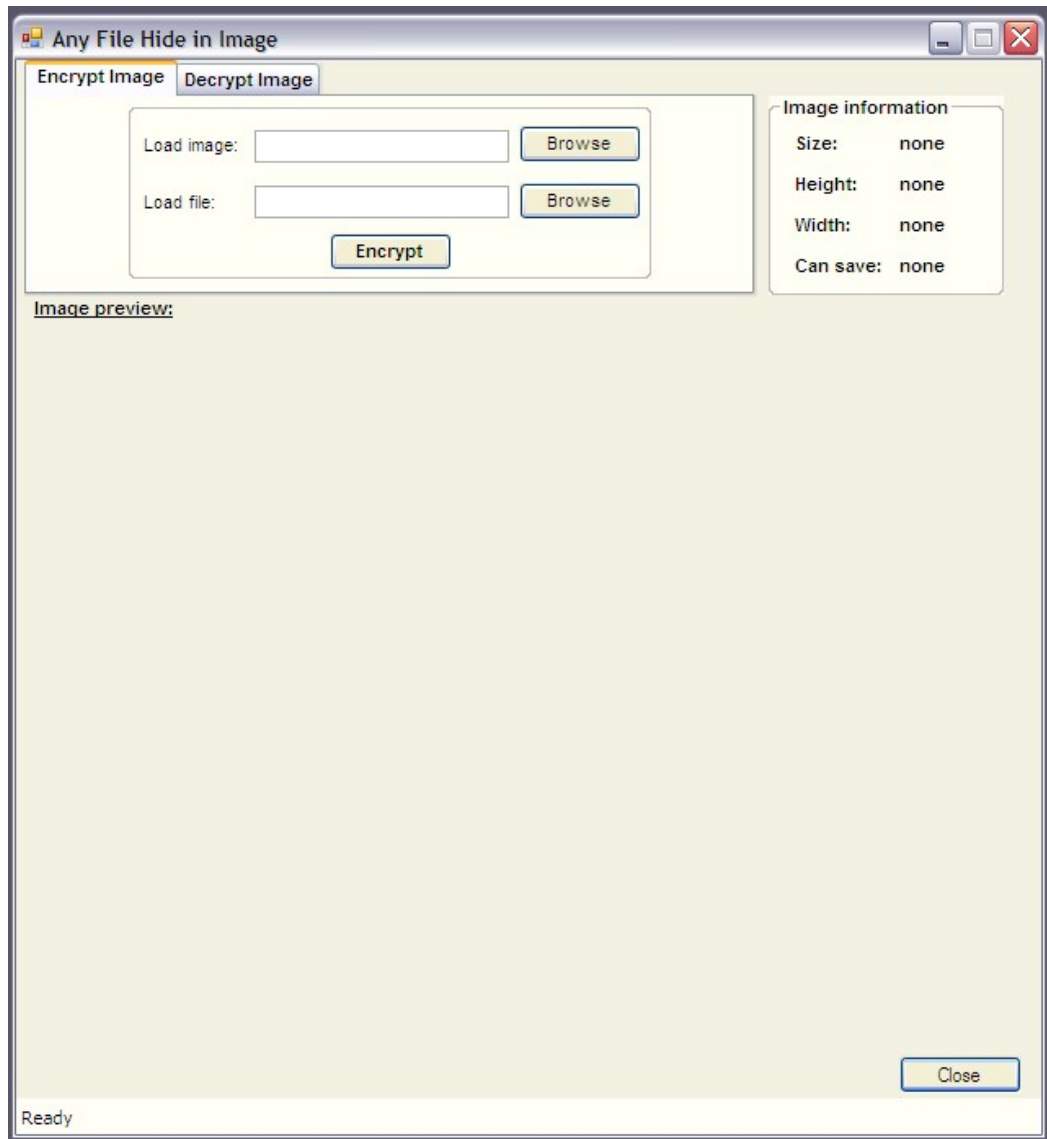 Any File Hide in Image
Encrypt Image Decrypt Image
Load image: Browse
Load file: Browse
Encrypt
Image information
Size: none
Height: none
Width: none
Can save: none
Image preview:
Close
Ready